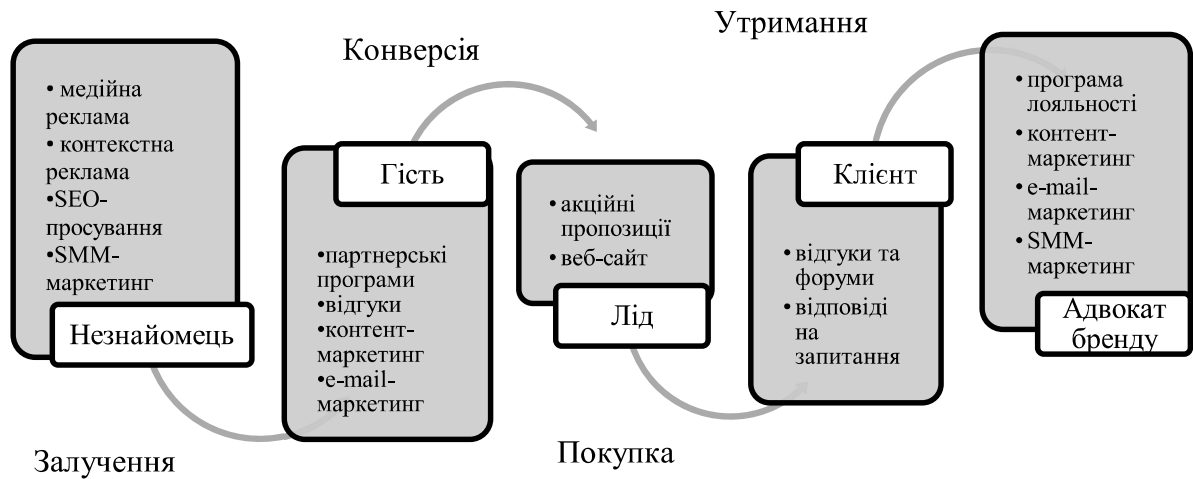 • медійна
реклама
• контекстна
реклама
•SEO-
просування
•SMM-
маркетинг
Незнайомець
Залучення
Конверсія
Гість
•партнерські
програми
•відгуки
•контент-
маркетинг
•e-mail-
маркетинг
• акційні
пропозиції
• веб-сайт
Лід
Покупка
Утримання
Клієнт
• відгуки та
форуми
• відповіді
на
запитання
• програма
лояльності
• контент-
маркетинг
• e-mail-
маркетинг
• SMM-
маркетинг
Адвокат
бренду